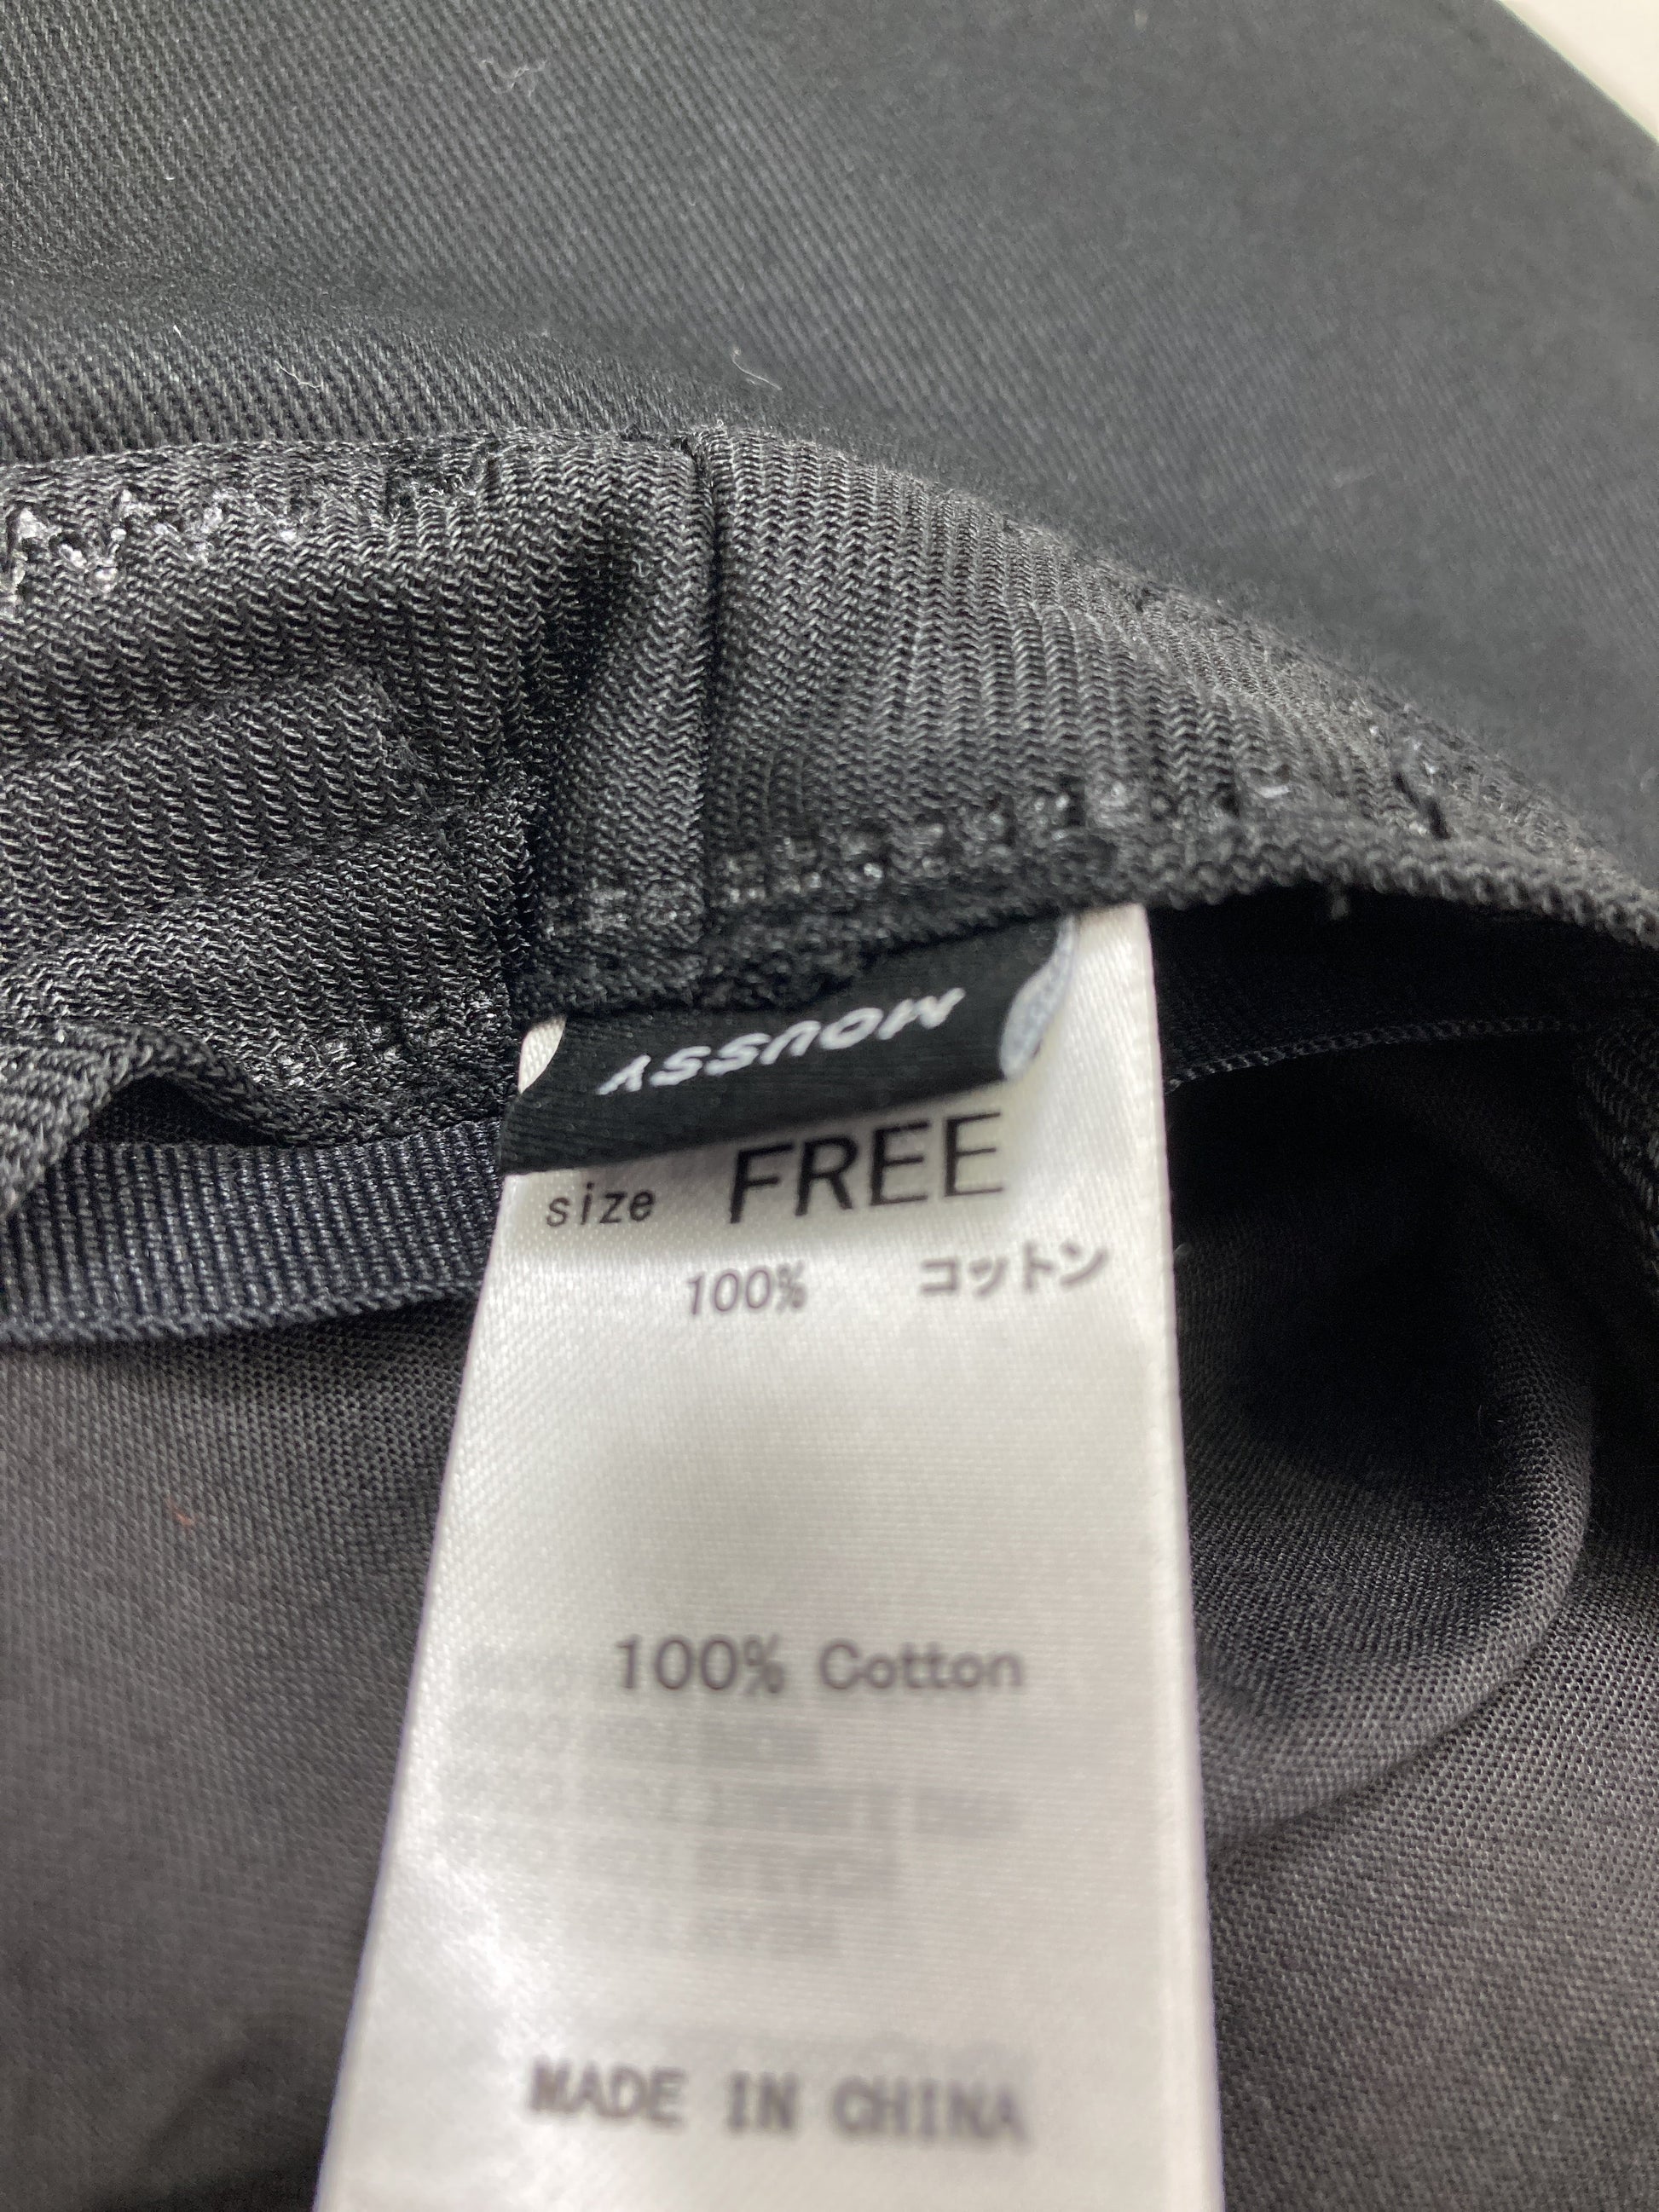 MOUSSY
size FREE
100% コットン
100% Cotton
MADE IN CHINA